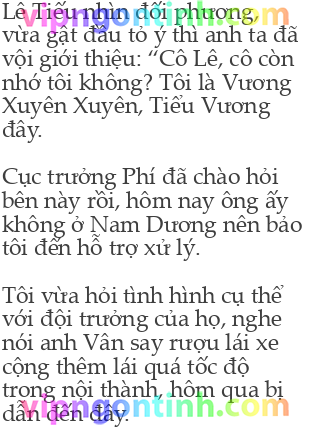 Lê Tiếu nhìn đối phương,
vừa gật đầu tỏ ý thì anh ta đã
vội giới thiệu: “Cô Lê, cô còn
nhớ tôi không? Tôi là Vương
Xuyên Xuyên, Tiểu Vương
đây.
Cục trưởng Phí đã chào hỏi
bên này rồi, hôm nay ông ấy
không ở Nam Dương nên bảo
tôi đến hỗ trợ xử lý.
Tôi vừa hỏi tình hình cụ thể
với đội trưởng của họ, nghe
nói anh Vân say rượu lái xe
cộng thêm lái quá tốc độ
trong nội thành, hôm qua bị
dẫn đến đây.
vipngontinh.com
vipngontinh.com